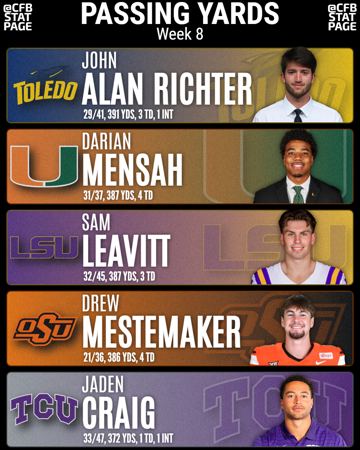 @CFB
STAT
PAGE
PASSING YARDS
Week 8
@CFB
STAT
PAGE
TOLEDO
JOHN
ALAN RICHTER
29/41, 391 YDS, 3 TD, 1 INT
U
DARIAN
MENSAH
31/37, 387 YDS, 4 TD
LSU
SAM
LEAVITT
32/45, 387 YDS, 3 TD
LSU
OSU
DREW
MESTEMAKER
21/36, 386 YDS, 4 TD
TCU
JADEN
CRAIG
33/47, 372 YDS, 1 TD, 1 INT
TCU